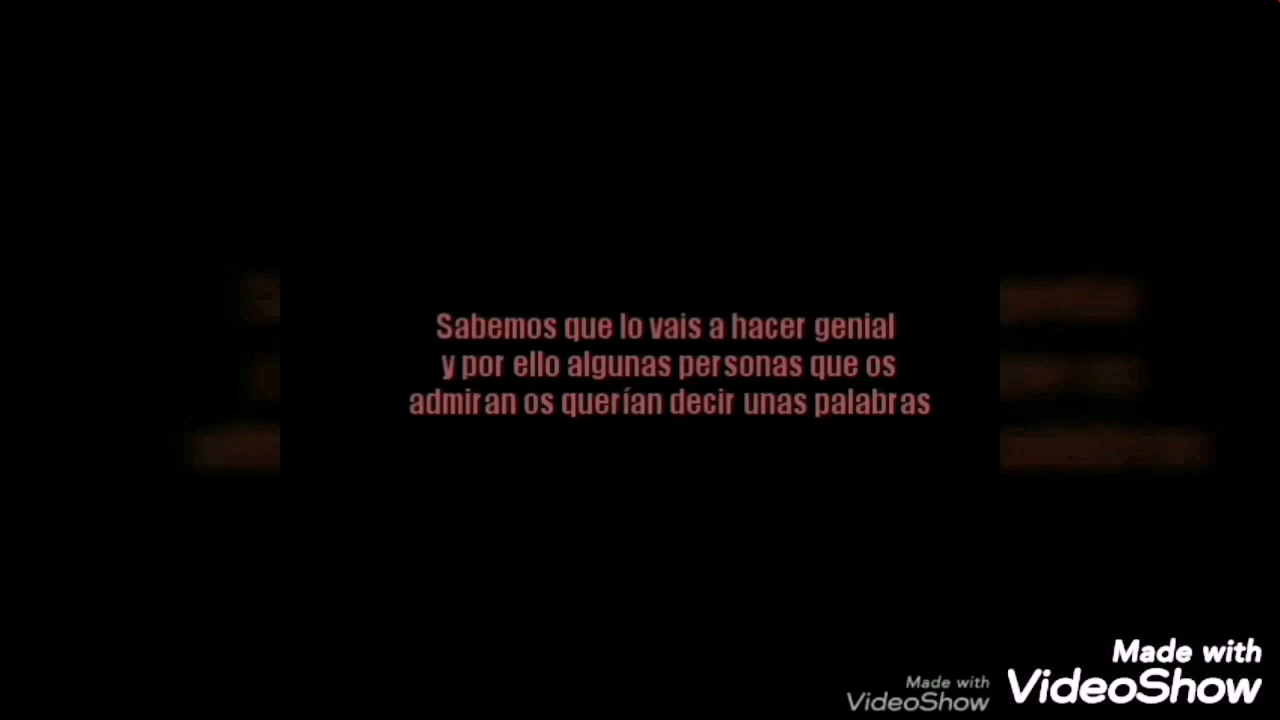 Sabemos que lo vais a hacer genial
y por ello algunas personas que os
admiran os querían decir unas palabras
Made with
VideoShow
Made with
VideoShow